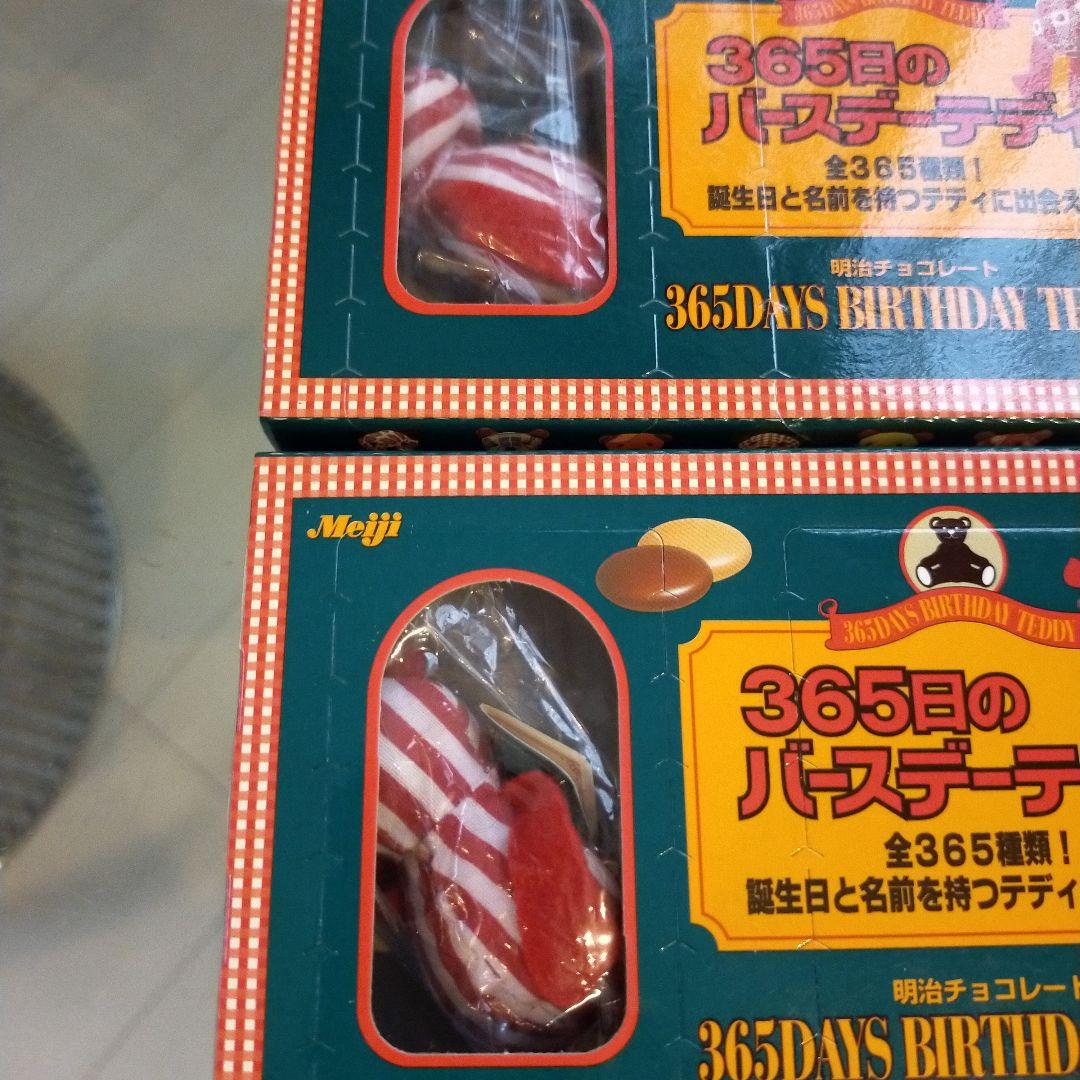 365DAYS BIRTHDAY TEDDY
365日の
バースデーテディ
全365種類！
誕生日と名前を持つテディに出会え
明治チョコレート
365DAYS BIRTHDAY TE
Meiji
365DAYS BIRTHDAY TEDDY
365日の
バースデーテ
全365種類！
誕生日と名前を持つテディ
明治チョコレート
365DAYS BIRTHD